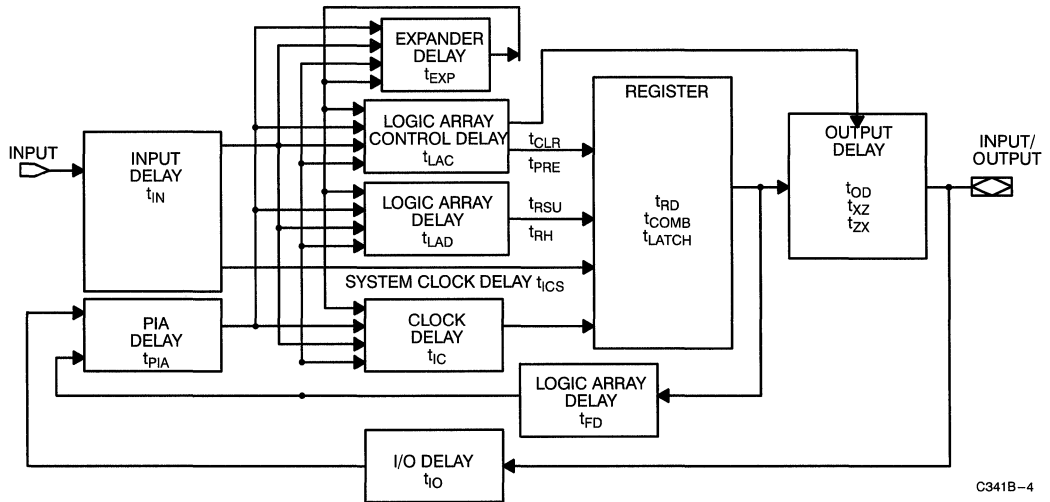 EXPANDER
DELAY
tEXP
LOGIC ARRAY
CONTROL DELAY
tLAC
tCLR
tPRE
REGISTER
tRD
tCOMB
tLATCH
OUTPUT
DELAY
tOD
tXZ
tZX
INPUT/
OUTPUT
INPUT
INPUT
DELAY
tIN
LOGIC ARRAY
DELAY
tLAD
tRSU
tRH
SYSTEM CLOCK DELAY tICS
PIA
DELAY
tPIA
CLOCK
DELAY
tIC
LOGIC ARRAY
DELAY
tFD
I/O DELAY
tIO
C341B–4